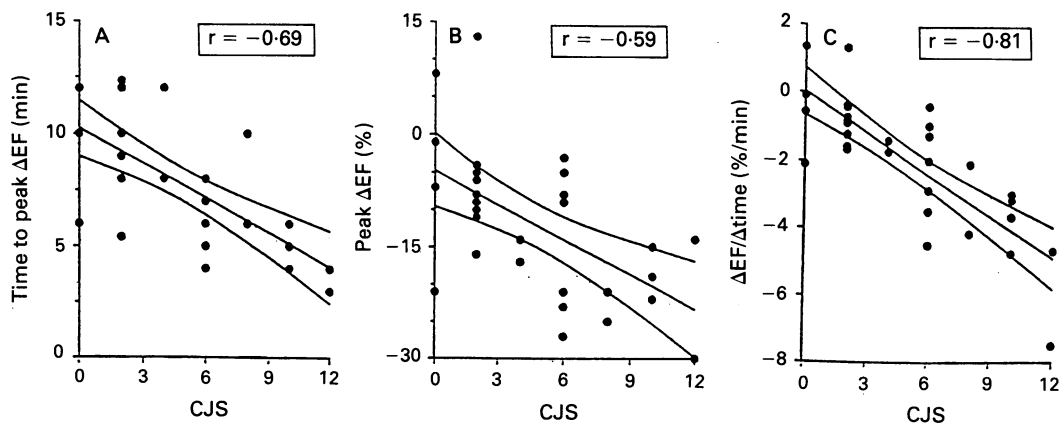 A
r = −0·69
Time to peak ΔEF (min)
15
10
5
0
0 3 6 9 12
CJS
B
r = −0·59
Peak ΔEF (%)
15
0
−15
−30
0 3 6 9 12
CJS
C
r = −0·81
ΔEF/Δtime (%/min)
2
0
−2
−4
−6
−8
0 3 6 9 12
CJS